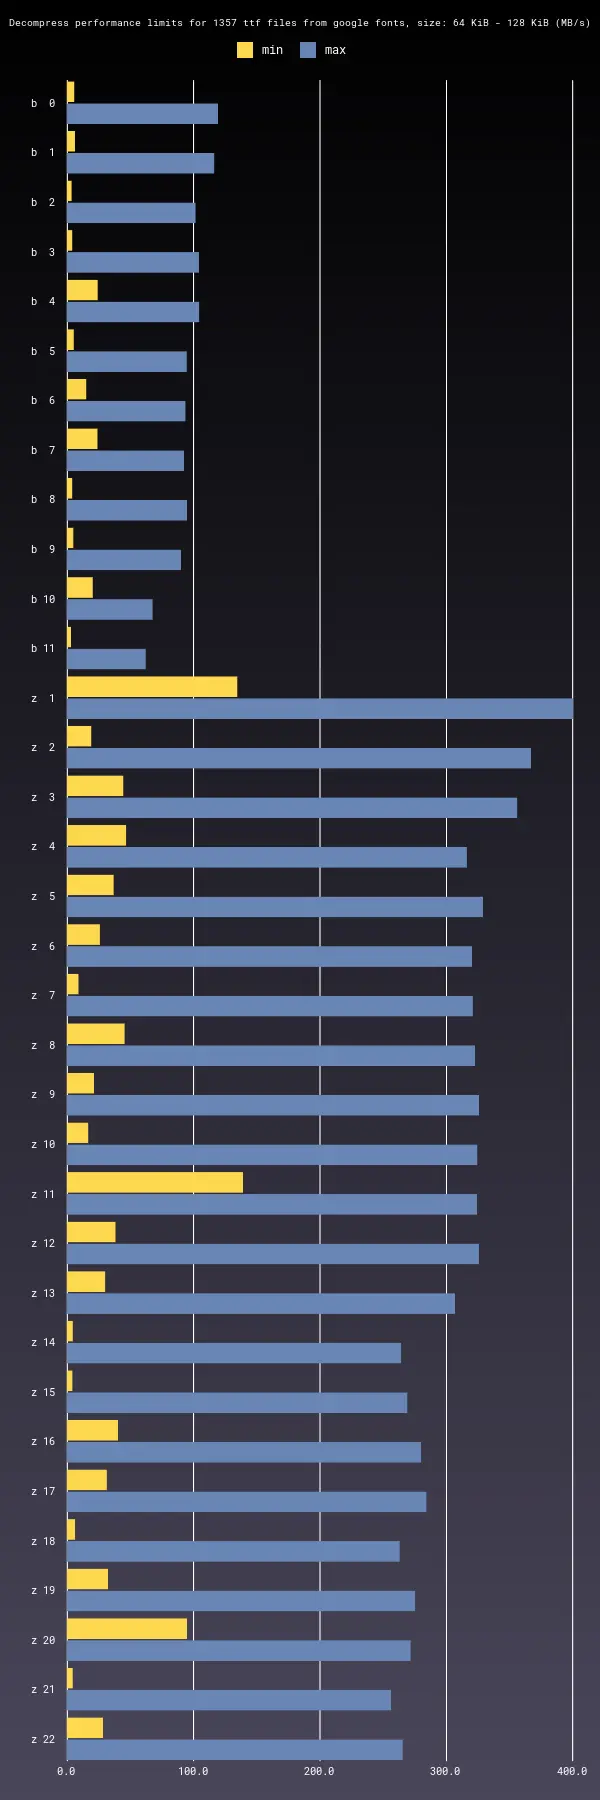 Decompress performance limits for 1357 ttf files from google fonts, size: 64 KiB - 128 KiB (MB/s)
min max
b 0
b 1
b 2
b 3
b 4
b 5
b 6
b 7
b 8
b 9
b 10
b 11
z 1
z 2
z 3
z 4
z 5
z 6
z 7
z 8
z 9
z 10
z 11
z 12
z 13
z 14
z 15
z 16
z 17
z 18
z 19
z 20
z 21
z 22
0.0 100.0 200.0 300.0 400.0